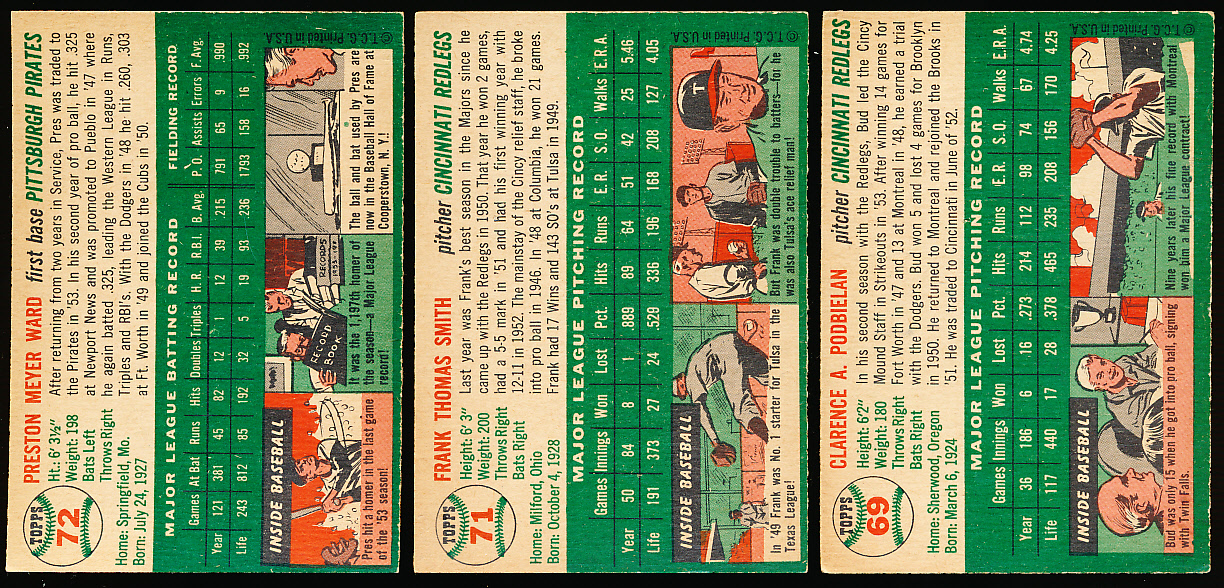 TOPPS
72
PRESTON MEYER WARD first base PITTSBURGH PIRATES
Ht.: 6' 3½"
Weight: 198
Bats Left
Throws Right
Home: Springfield, Mo.
Born: July 24, 1927
After returning from two years in Service, Pres was traded to
the Pirates in '53. In his second year of pro ball, he hit .325
at Newport News and was promoted to Pueblo in '47 where
he again batted .325, leading the Western League in Runs,
Triples and RBI's. With the Dodgers in '48 he hit .260, .303
at Ft. Worth in '49 and joined the Cubs in '50.
MAJOR LEAGUE BATTING RECORD FIELDING RECORD
Games At Bat Runs Hits Doubles Triples H.R. R.B.I. B. Avg. P. O. Assists Errors F. Avg.
Year 121 381 45 82 12 1 12 39 .215 791 65 9 .990
Life 243 812 85 192 32 5 19 93 .236 1793 158 16 .992
INSIDE BASEBALL
Pres hit a homer in the last game
of the '53 season!
RECORD
BOOK
RECORDS
It was the 1,197th homer of
the season—a Major League
record!
The ball and bat used by Pres are
now in the Baseball Hall of Fame at
Cooperstown, N. Y.!
© T. C. G. Printed in U.S.A.
TOPPS
71
FRANK THOMAS SMITH pitcher CINCINNATI REDLEGS
Height: 6' 3"
Weight: 200
Throws Right
Bats Right
Home: Milford, Ohio
Born: October 4, 1928
Last year was Frank's best season in the Majors since he
came up with the Redlegs in 1950. That year he won 2 games,
had a 5-5 mark in '51 and had his first winning year with
12-11 in 1952. The mainstay of the Cincy relief staff, he broke
into pro ball in 1946. In '48 at Columbia, he won 21 games.
Frank had 17 Wins and 143 SO's at Tulsa in 1949.
MAJOR LEAGUE PITCHING RECORD
Games Innings Won Lost Pct. Hits Runs E.R. S.O. Walks E.R.A.
Year 50 84 8 1 .889 89 64 51 42 25 5.46
Life 191 373 27 24 .529 336 196 168 208 127 4.05
INSIDE BASEBALL
In '49 Frank was No. 1 starter for Tulsa in the
Texas League!
T
But Frank was double trouble to batters—for he
was also Tulsa's ace relief man!
© T. C. G. Printed in U.S.A.
TOPPS
69
CLARENCE A. PODBIELAN pitcher CINCINNATI REDLEGS
Height: 6'2"
Weight: 180
Throws Right
Bats Right
Home: Sherwood, Oregon
Born: March 6, 1924
In his second season with the Redlegs, Bud led the Cincy
Mound Staff in Strikeouts in '53. After winning 14 games for
Fort Worth in '47 and 13 at Montreal in '48, he earned a trial
with the Dodgers. Bud won 5 and lost 4 games for Brooklyn
in 1950. He returned to Montreal and rejoined the Brooks in
'51. He was traded to Cincinnati in June of '52.
MAJOR LEAGUE PITCHING RECORD
Games Innings Won Lost Pct. Hits Runs E.R. S.O. Walks E.R.A.
Year 36 186 6 16 .273 214 112 98 74 67 4.74
Life 117 440 17 28 .378 465 235 208 156 170 4.25
INSIDE BASEBALL
Bud was only 15 when he got into pro ball, signing
with Twin Falls.
Nine years later his fine record with Montreal
won him a Major League contract!
© T. C. G. Printed in U.S.A.